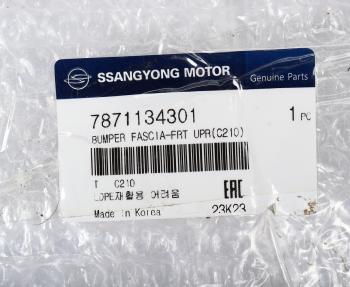 SSANGYONG MOTOR
Genuine Parts
7871134301
1 PC
BUMPER FASCIA-FRT UPR(C210)
T C210
LDPE재활용 어려움
EAC
Made in Korea
23K23